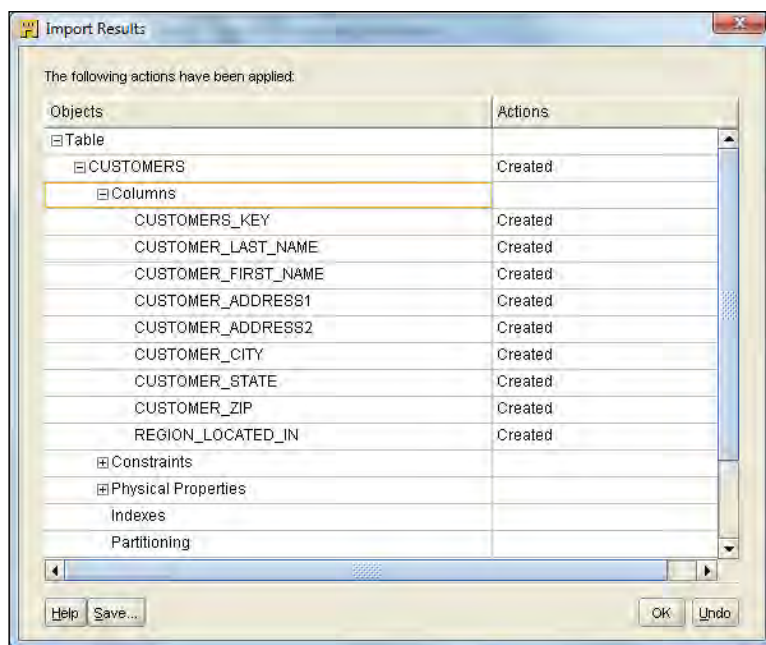 Import Results
The following actions have been applied:
Objects Actions
Table
CUSTOMERS Created
Columns
CUSTOMERS_KEY Created
CUSTOMER_LAST_NAME Created
CUSTOMER_FIRST_NAME Created
CUSTOMER_ADDRESS1 Created
CUSTOMER_ADDRESS2 Created
CUSTOMER_CITY Created
CUSTOMER_STATE Created
CUSTOMER_ZIP Created
REGION_LOCATED_IN Created
Constraints
Physical Properties
Indexes
Partitioning
Help Save... OK Undo